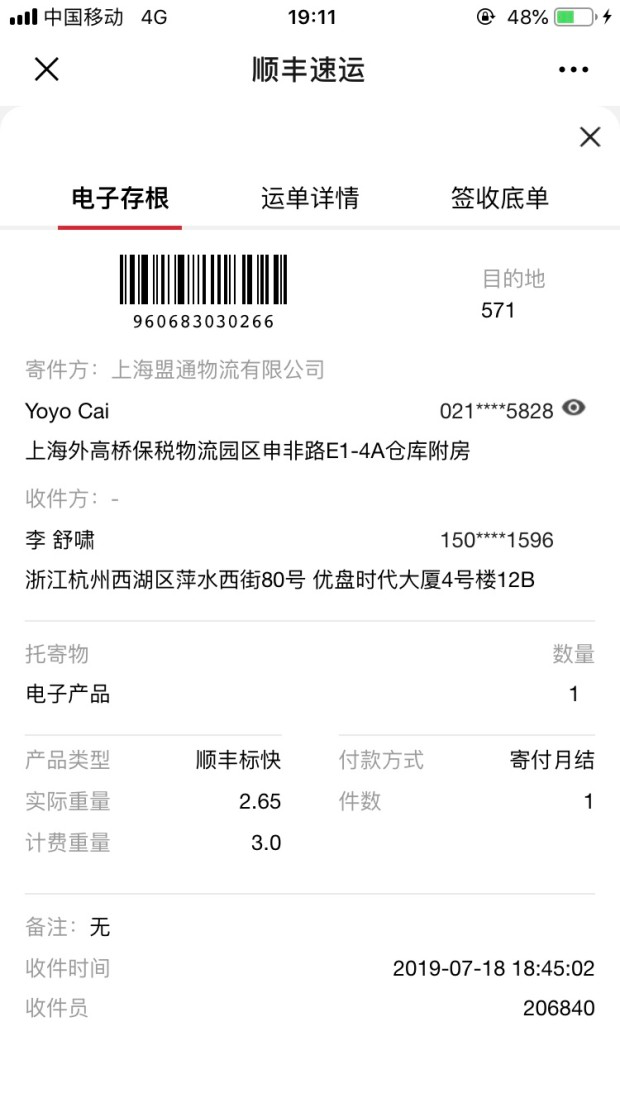 中国移动 4G 19:11 48%
顺丰速运
电子存根 运单详情 签收底单
960683030266
目的地
571
寄件方：上海盟通物流有限公司
Yoyo Cai 021****5828
上海外高桥保税物流园区申非路E1-4A仓库附房
收件方：-
李 舒啸 150****1596
浙江杭州西湖区萍水西街80号 优盘时代大厦4号楼12B
托寄物 数量
电子产品 1
产品类型 顺丰标快 付款方式 寄付月结
实际重量 2.65 件数 1
计费重量 3.0
备注：无
收件时间 2019-07-18 18:45:02
收件员 206840